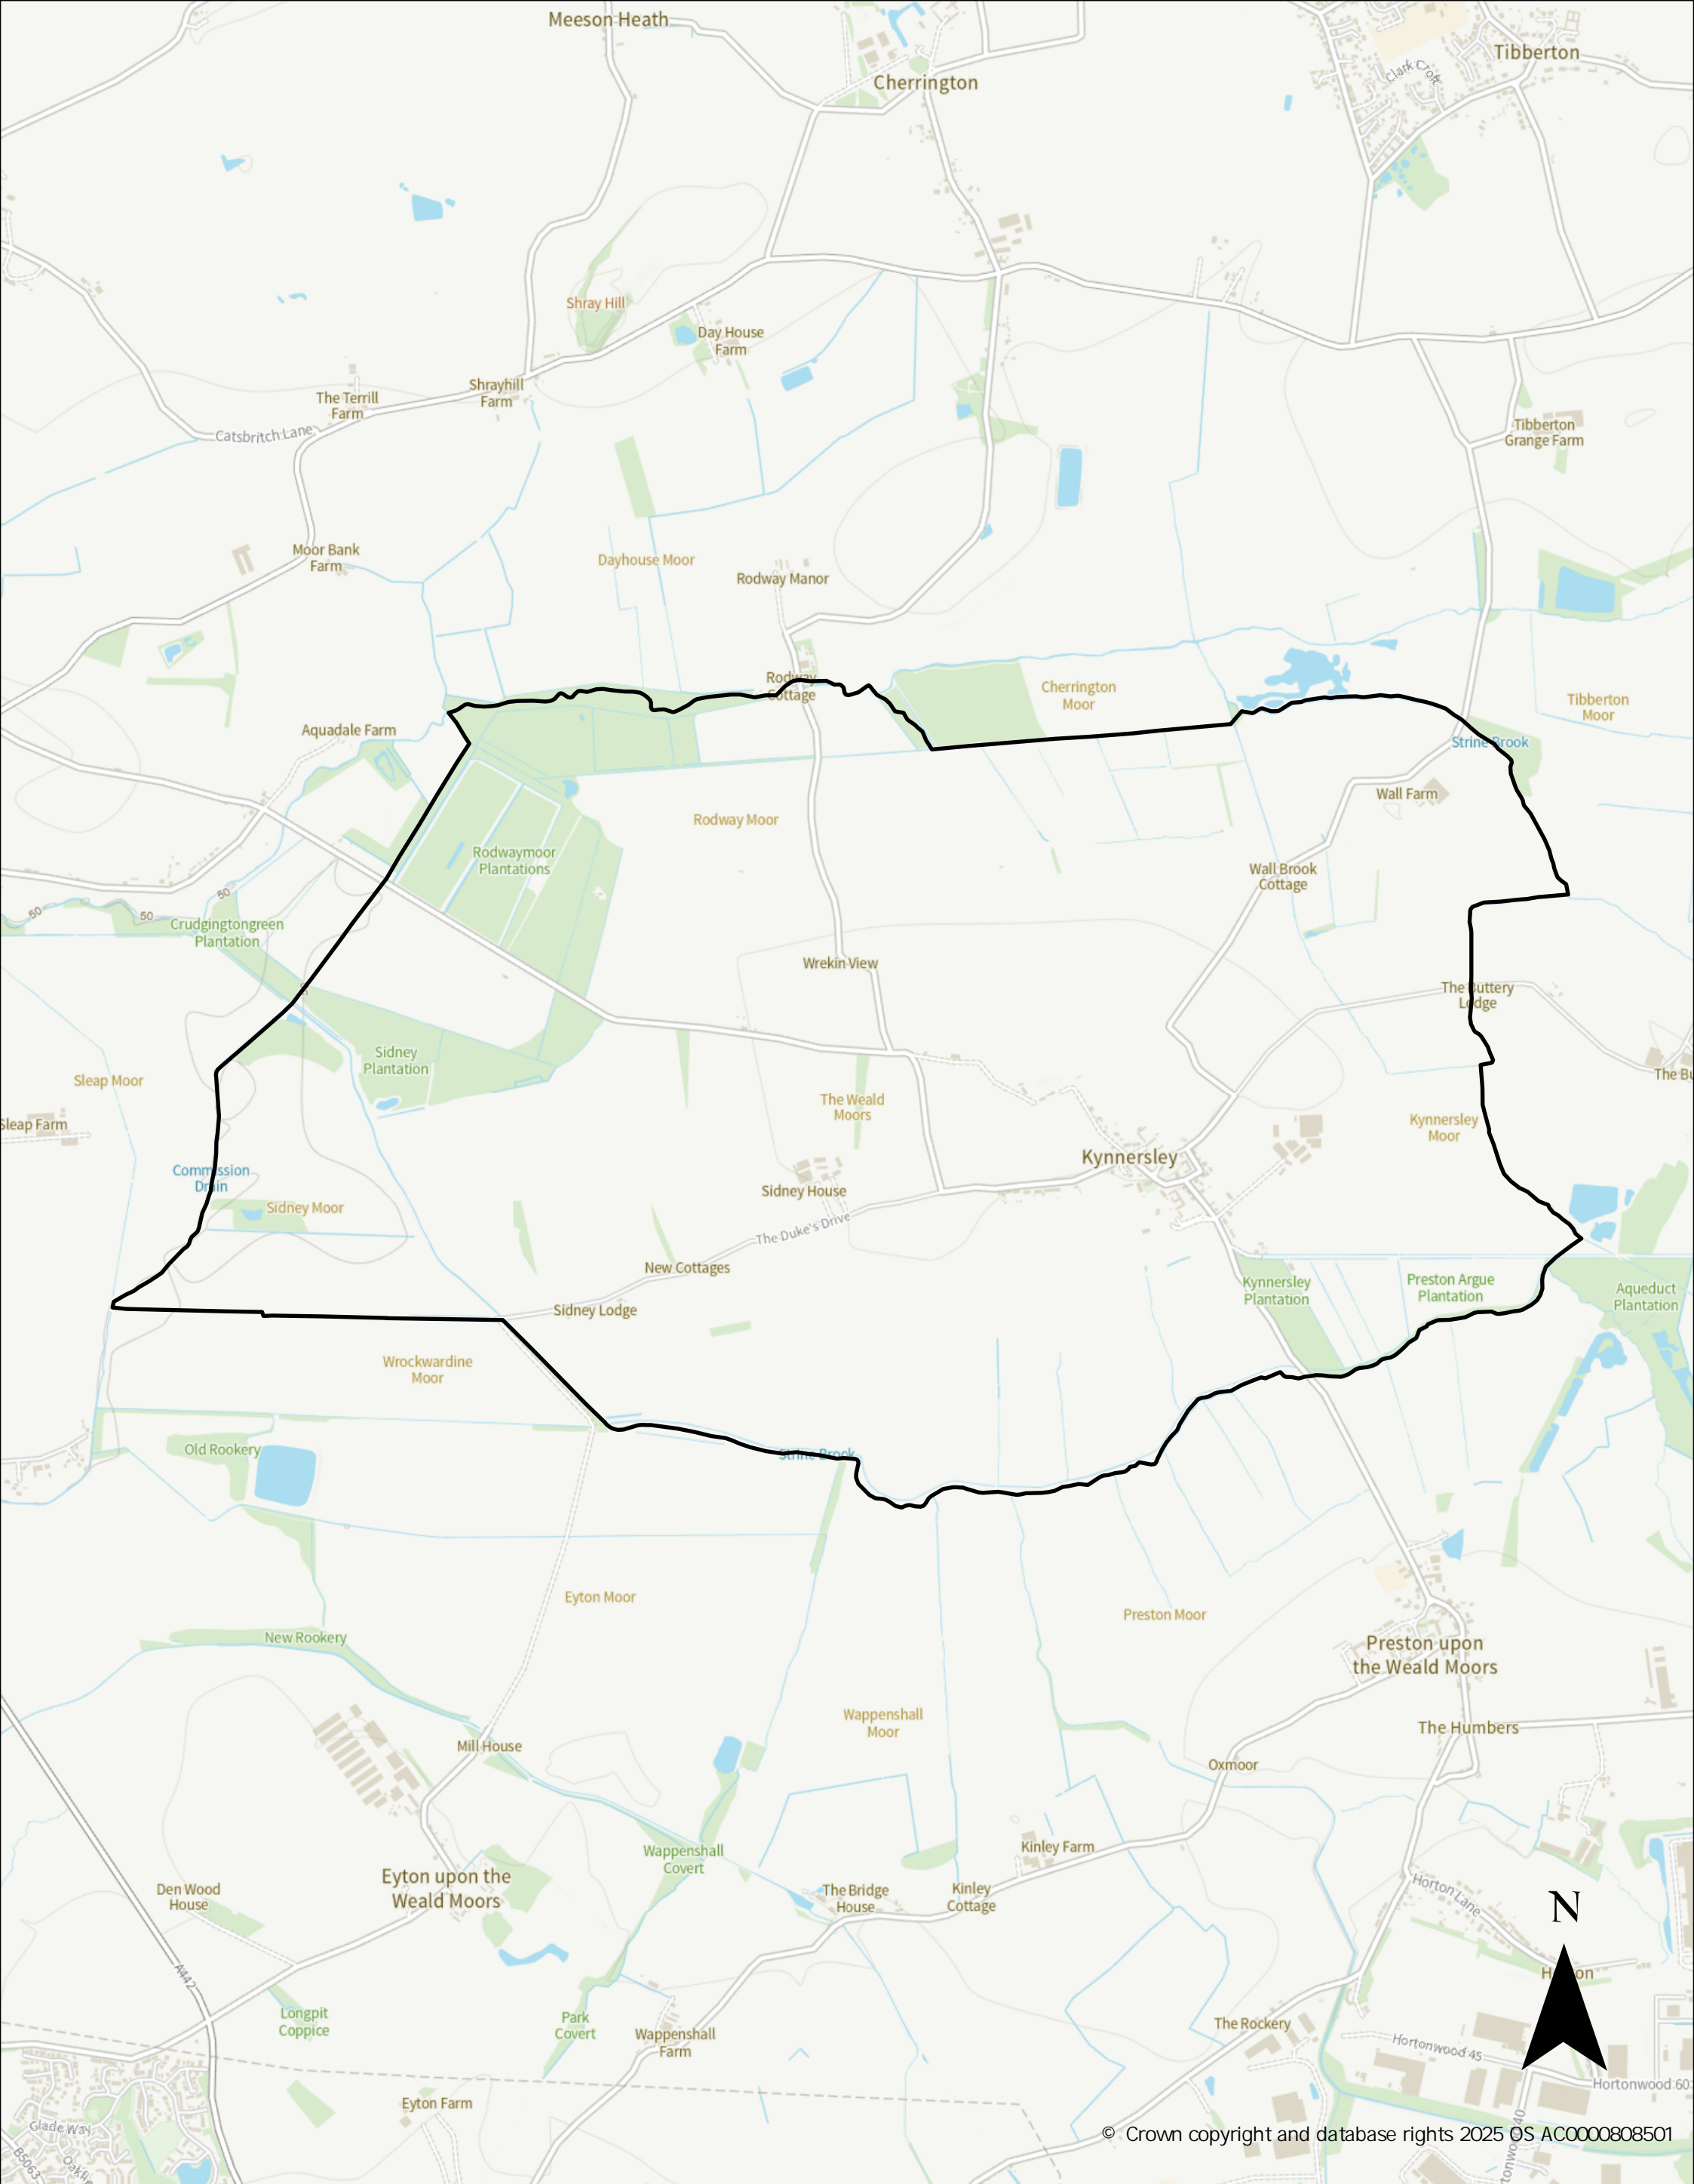 Meeson Heath
Tibberton
Clark Croft
Cherrington
Shray Hill
Day House
Farm
Shrayhill
Farm
The Terrill
Farm
Catsbritch Lane
Tibberton
Grange Farm
Moor Bank
Farm
Dayhouse Moor
Rodway Manor
Rodway
Cottage
Cherrington
Moor
Tibberton
Moor
Aquadale Farm
Strine Brook
Wall Farm
Rodway Moor
Rodwaymoor
Plantations
Wall Brook
Cottage
50
50
50
Crudgingtongreen
Plantation
Wrekin View
The Buttery
Lodge
Sidney
Plantation
The Bu
Sleap Moor
The Weald
Moors
Sleap Farm
Kynnersley
Moor
Kynnersley
Commission
Drain
Sidney House
Sidney Moor
The Duke's Drive
New Cottages
Kynnersley
Plantation
Preston Argue
Plantation
Aqueduct
Plantation
Sidney Lodge
Wrockwardine
Moor
Old Rookery
Strine Brook
Eyton Moor
Preston Moor
New Rookery
Preston upon
the Weald Moors
Wappenshall
Moor
The Humbers
Mill House
Oxmoor
Kinley Farm
Wappenshall
Covert
Eyton upon the
Weald Moors
Den Wood
House
The Bridge
House
Kinley
Cottage
Horton Lane
N
A442
Horton
Longpit
Coppice
Park
Covert
Wappenshall
Farm
The Rockery
Hortonwood 45
Hortonwood 60
Eyton Farm
Glade Way
B5063
© Crown copyright and database rights 2025 OS AC0000808501